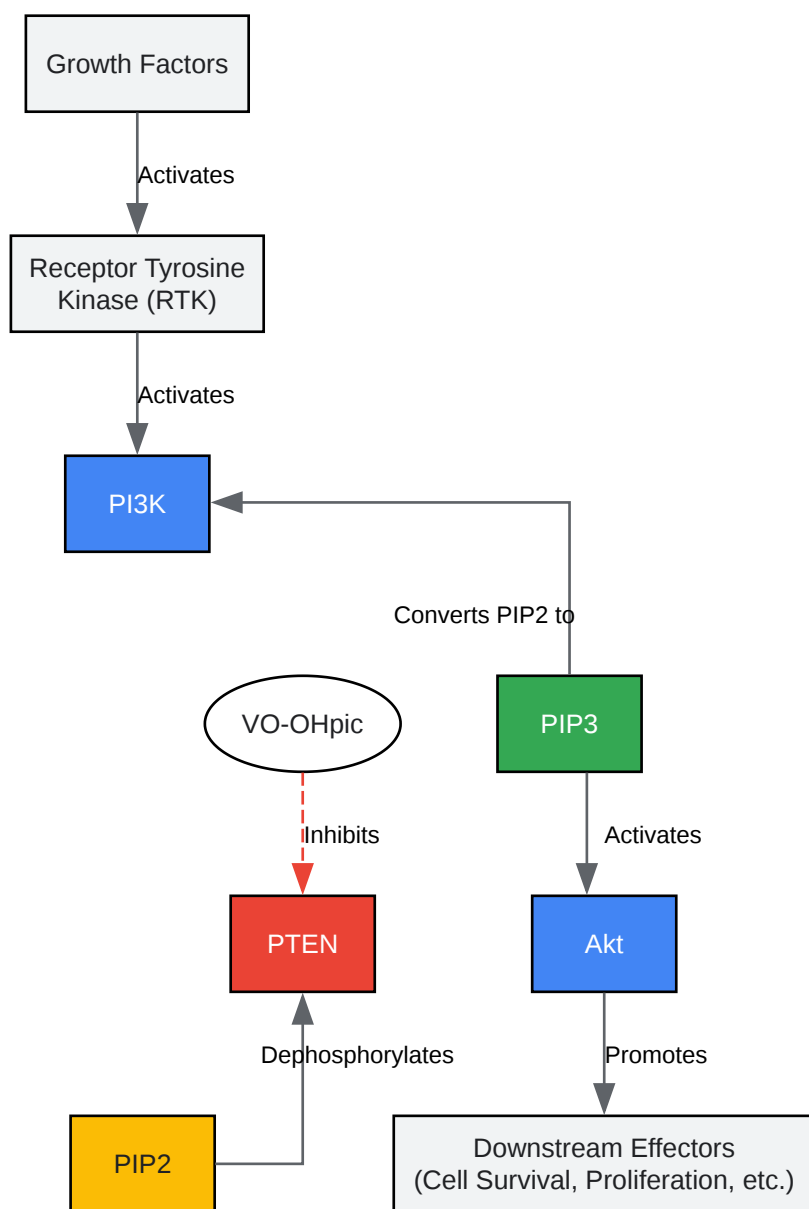 Growth Factors
Activates
Receptor Tyrosine
Kinase (RTK)
Activates
PI3K
Converts PIP2 to
VO-OHpic
PIP3
Inhibits
Activates
PTEN
Akt
Dephosphorylates
Promotes
PIP2
Downstream Effectors
(Cell Survival, Proliferation, etc.)